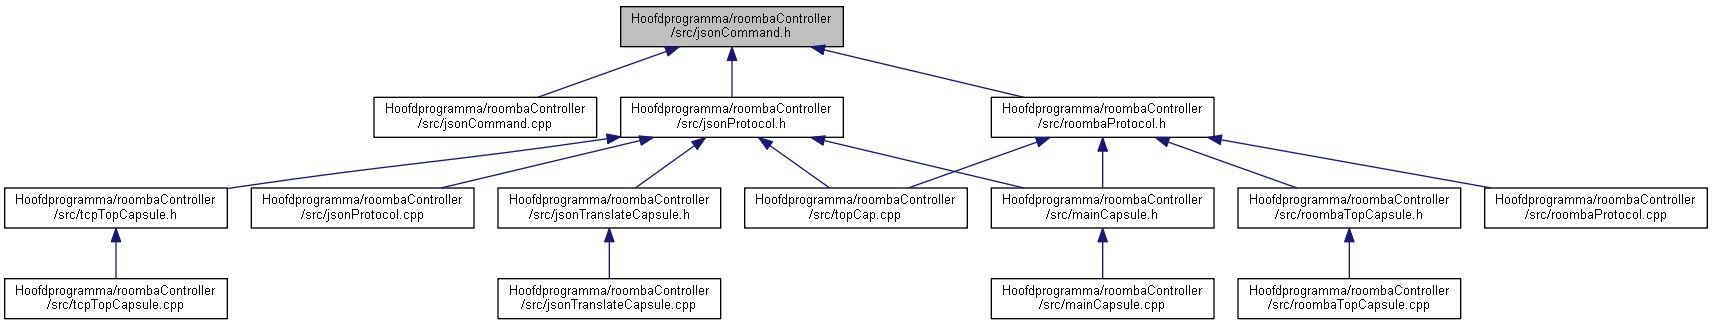 Hoofdprogramma/roombaController
/src/jsonCommand.h
Hoofdprogramma/roombaController
/src/jsonCommand.cpp
Hoofdprogramma/roombaController
/src/jsonProtocol.h
Hoofdprogramma/roombaController
/src/roombaProtocol.h
Hoofdprogramma/roombaController
/src/tcpTopCapsule.h
Hoofdprogramma/roombaController
/src/jsonProtocol.cpp
Hoofdprogramma/roombaController
/src/jsonTranslateCapsule.h
Hoofdprogramma/roombaController
/src/topCap.cpp
Hoofdprogramma/roombaController
/src/mainCapsule.h
Hoofdprogramma/roombaController
/src/roombaTopCapsule.h
Hoofdprogramma/roombaController
/src/roombaProtocol.cpp
Hoofdprogramma/roombaController
/src/tcpTopCapsule.cpp
Hoofdprogramma/roombaController
/src/jsonTranslateCapsule.cpp
Hoofdprogramma/roombaController
/src/mainCapsule.cpp
Hoofdprogramma/roombaController
/src/roombaTopCapsule.cpp